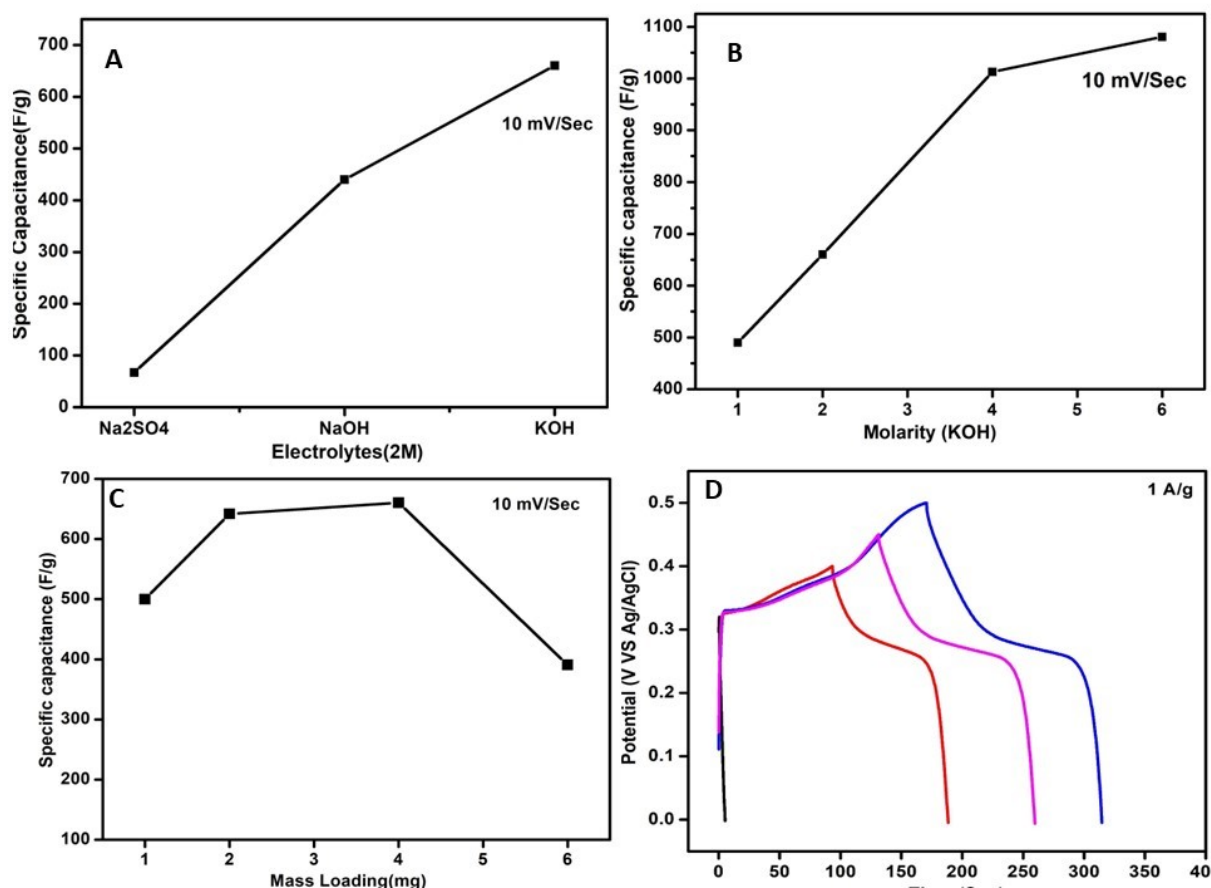 A
10 mV/Sec
Specific Capacitance(F/g)
700
600
500
400
300
200
100
0
Na2SO4 NaOH KOH
Electrolytes(2M)
B
10 mV/Sec
Specific capacitance (F/g)
1100
1000
900
800
700
600
500
400
1 2 3 4 5 6
Molarity (KOH)
C
10 mV/Sec
Specific capacitance (F/g)
700
600
500
400
300
200
100
1 2 3 4 5 6
Mass Loading(mg)
D
1 A/g
Potential (V VS Ag/AgCl)
0.5
0.4
0.3
0.2
0.1
0.0
0 50 100 150 200 250 300 350 40